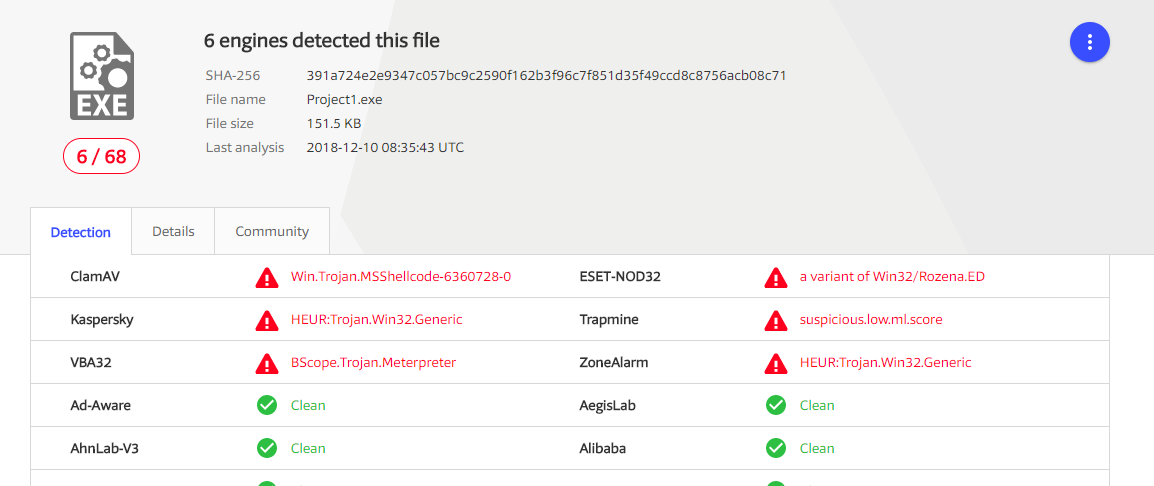 6 engines detected this file
SHA-256 391a724e2e9347c057bc9c2590f162b3f96c7f851d35f49ccd8c8756acb08c71
File name Project1.exe
File size 151.5 KB
Last analysis 2018-12-10 08:35:43 UTC
EXE
6 / 68
Detection Details Community
ClamAV Win.Trojan.MSShellcode-6360728-0 ESET-NOD32 a variant of Win32/Rozena.ED
Kaspersky HEUR:Trojan.Win32.Generic Trapmine suspicious.low.ml.score
VBA32 BScope.Trojan.Meterpreter ZoneAlarm HEUR:Trojan.Win32.Generic
Ad-Aware Clean AegisLab Clean
AhnLab-V3 Clean Alibaba Clean